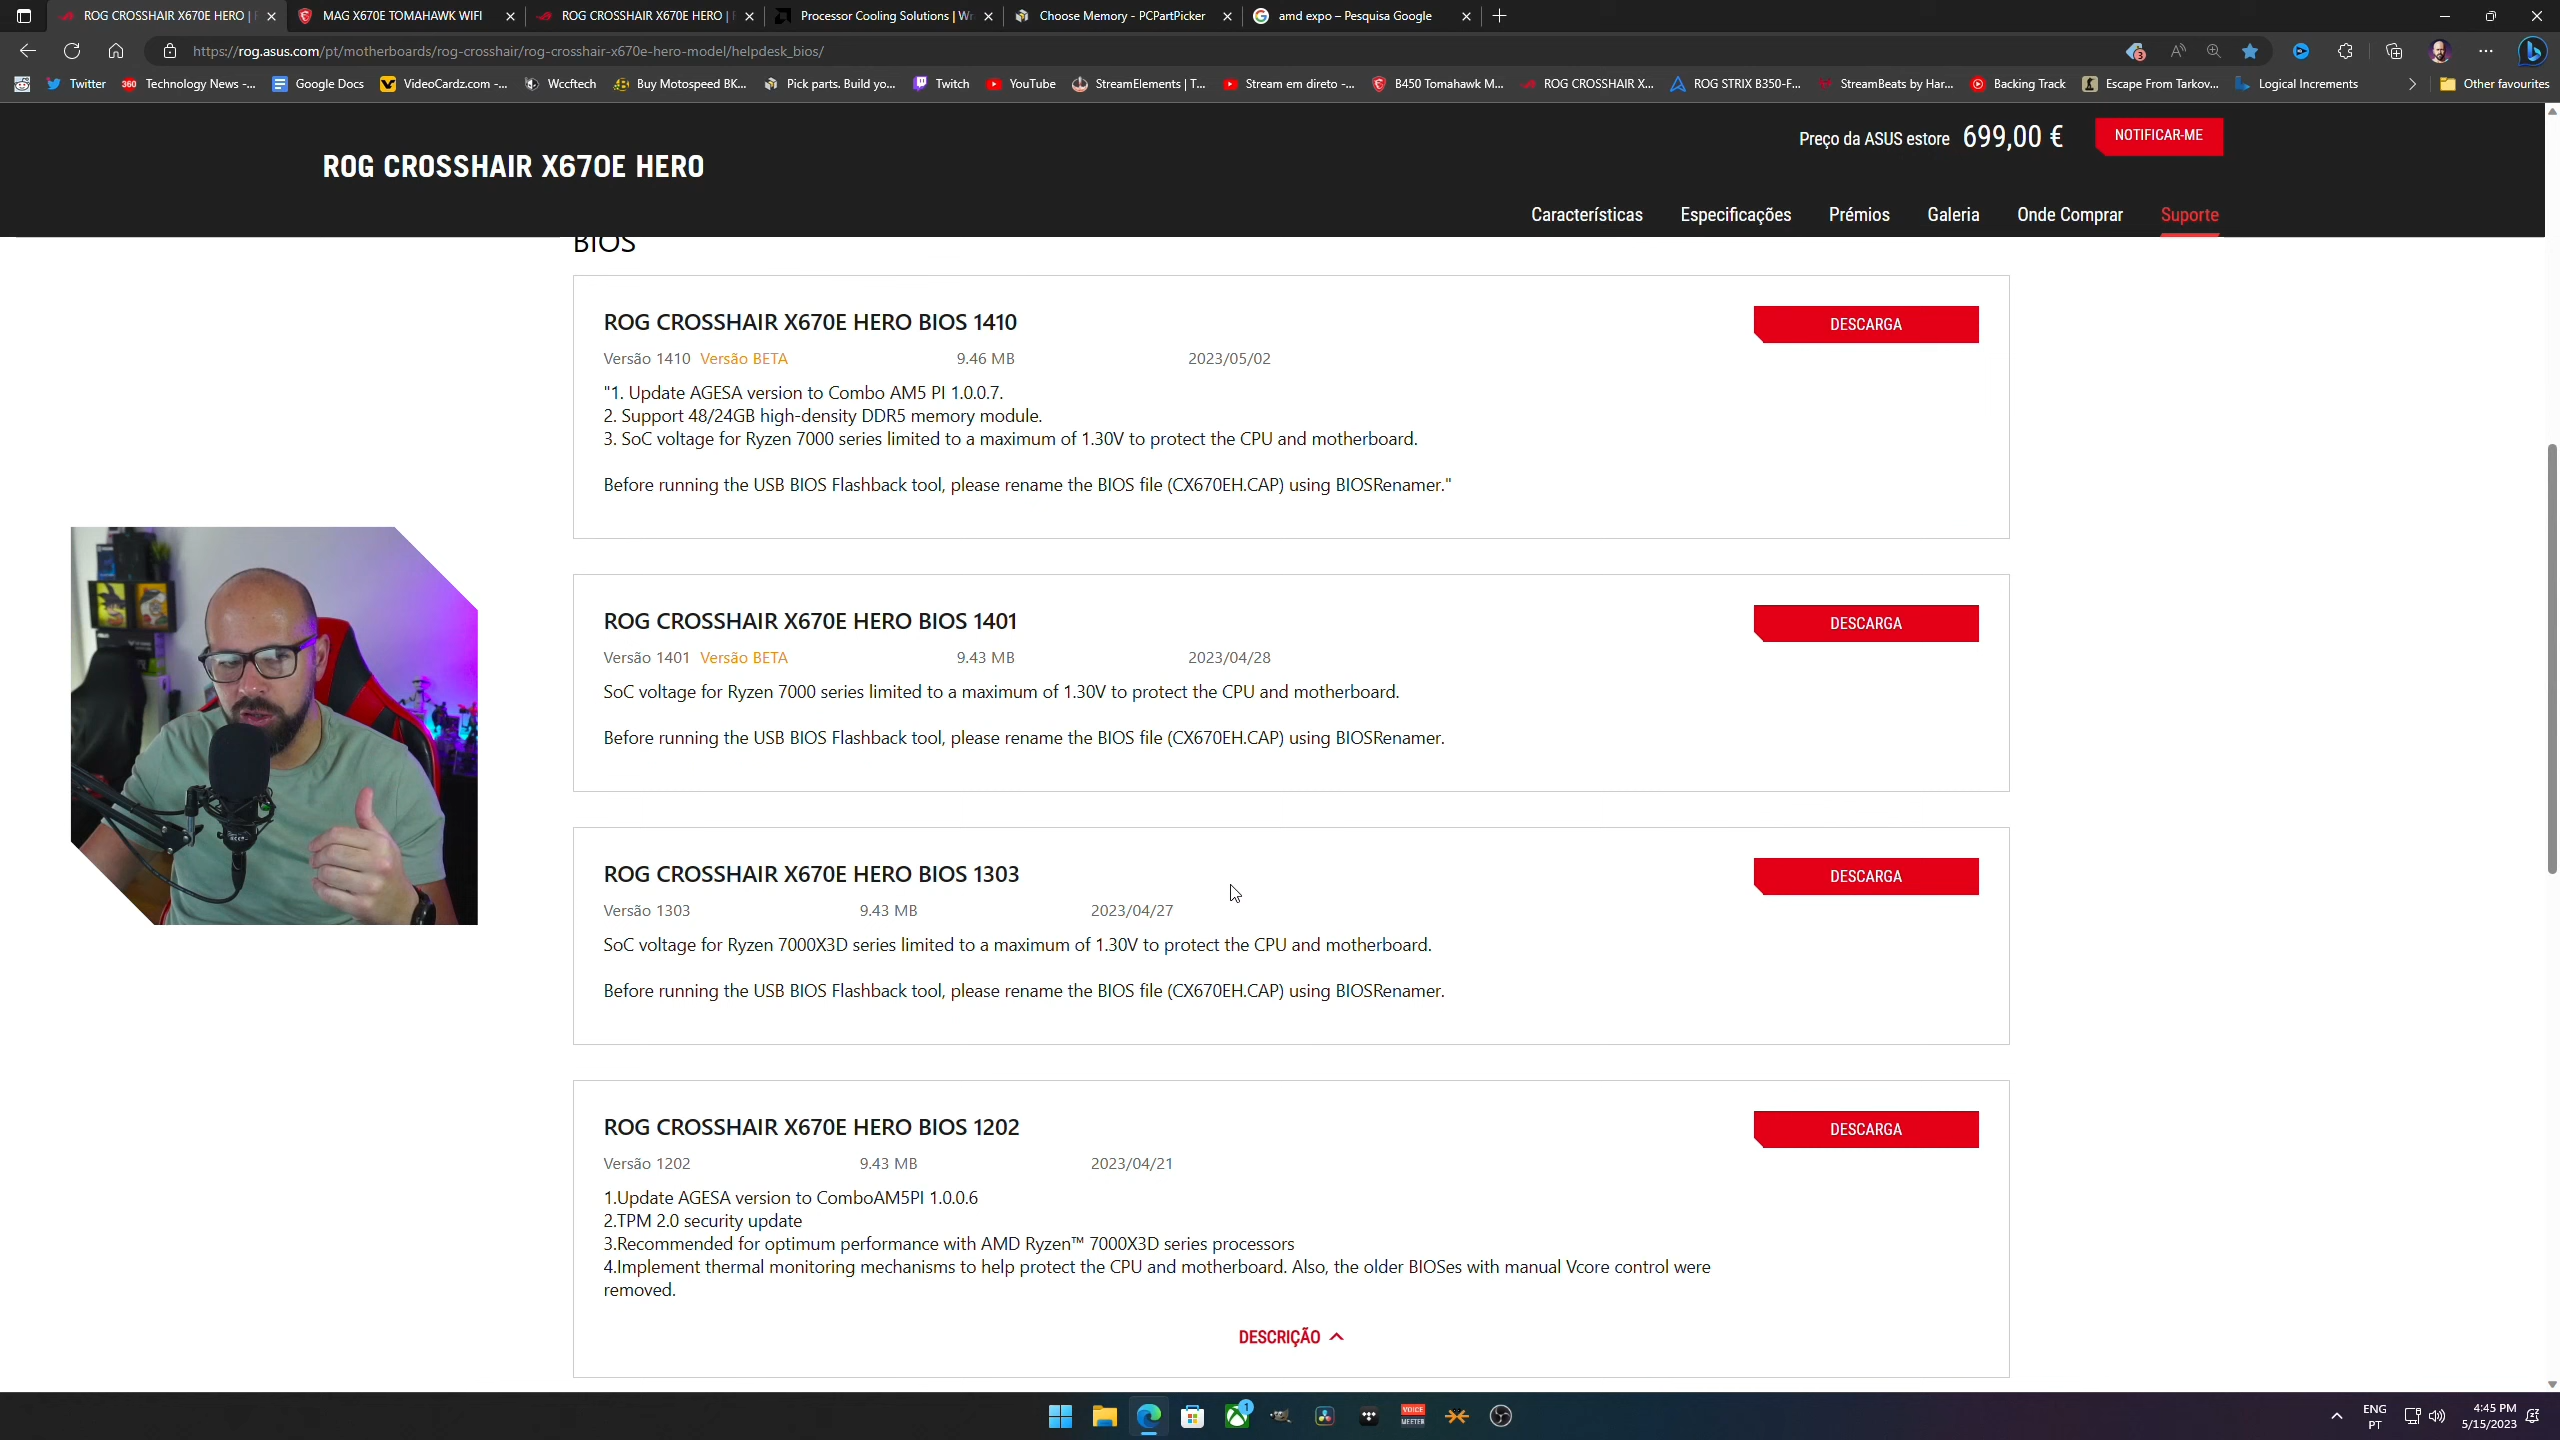 ROG CROSSHAIR X670E HERO |
MAG X670E TOMAHAWK WIFI
ROG CROSSHAIR X670E HERO |
Processor Cooling Solutions |
Choose Memory - PCPartPicker
amd expo – Pesquisa Google
https://rog.asus.com/pt/motherboards/rog-crosshair/rog-crosshair-x670e-hero-model/helpdesk_bios/
3
Twitter
360
Technology News -...
Google Docs
VideoCardz.com -...
Wccftech
Buy Motospeed BK...
Pick parts. Build yo...
Twitch
YouTube
StreamElements | T...
Stream em direto -...
B450 Tomahawk M...
ROG CROSSHAIR X...
ROG STRIX B350-F...
StreamBeats by Har...
Backing Track
Escape From Tarkov...
Logical Increments
Other favourites
ROG CROSSHAIR X670E HERO
Preço da ASUS estore 699,00 €
NOTIFICAR-ME
Características
Especificações
Prémios
Galeria
Onde Comprar
Suporte
BIOS
ROG CROSSHAIR X670E HERO BIOS 1410
DESCARGA
Versão 1410 Versão BETA 9.46 MB 2023/05/02
"1. Update AGESA version to Combo AM5 PI 1.0.0.7.
2. Support 48/24GB high-density DDR5 memory module.
3. SoC voltage for Ryzen 7000 series limited to a maximum of 1.30V to protect the CPU and motherboard.
Before running the USB BIOS Flashback tool, please rename the BIOS file (CX670EH.CAP) using BIOSRenamer."
ROG CROSSHAIR X670E HERO BIOS 1401
DESCARGA
Versão 1401 Versão BETA 9.43 MB 2023/04/28
SoC voltage for Ryzen 7000 series limited to a maximum of 1.30V to protect the CPU and motherboard.
Before running the USB BIOS Flashback tool, please rename the BIOS file (CX670EH.CAP) using BIOSRenamer.
ROG CROSSHAIR X670E HERO BIOS 1303
DESCARGA
Versão 1303 9.43 MB 2023/04/27
SoC voltage for Ryzen 7000X3D series limited to a maximum of 1.30V to protect the CPU and motherboard.
Before running the USB BIOS Flashback tool, please rename the BIOS file (CX670EH.CAP) using BIOSRenamer.
ROG CROSSHAIR X670E HERO BIOS 1202
DESCARGA
Versão 1202 9.43 MB 2023/04/21
1.Update AGESA version to ComboAM5PI 1.0.0.6
2.TPM 2.0 security update
3.Recommended for optimum performance with AMD Ryzen™ 7000X3D series processors
4.Implement thermal monitoring mechanisms to help protect the CPU and motherboard. Also, the older BIOSes with manual Vcore control were
removed.
DESCRIÇÃO
1
VOICE
MEETER
ENG
PT
4:45 PM
5/15/2023